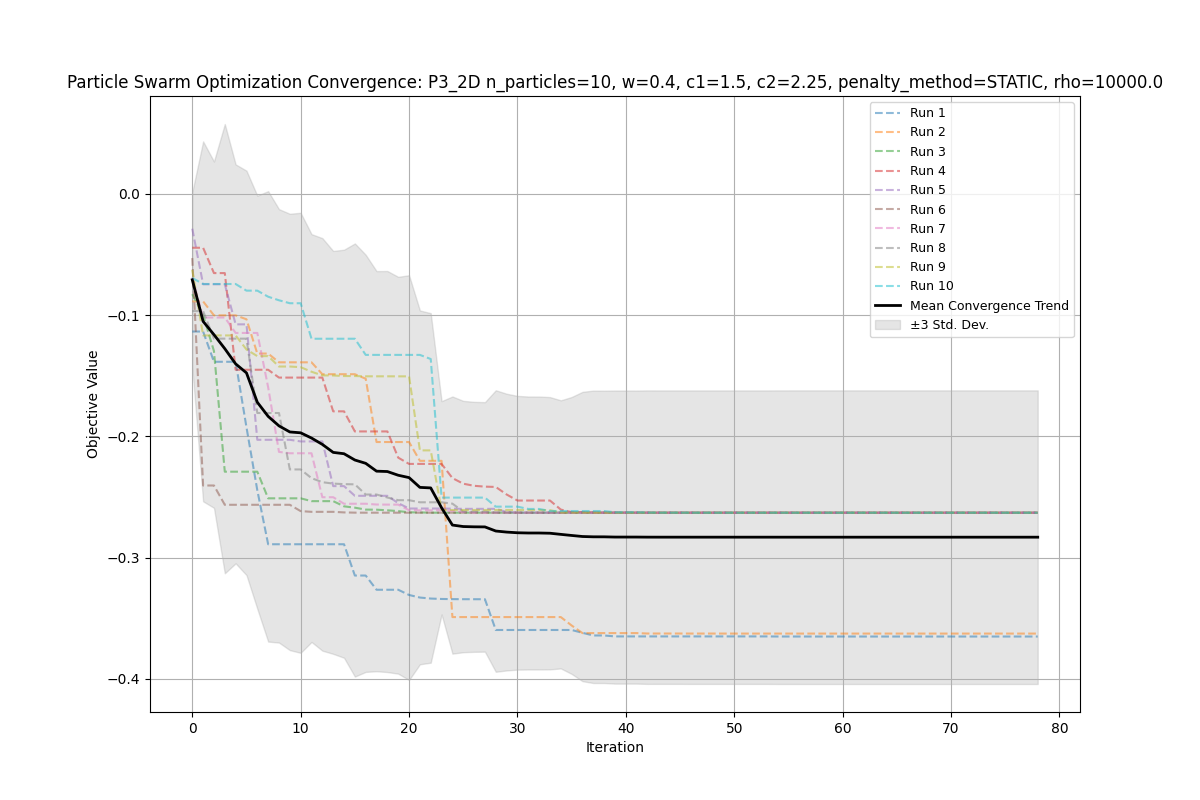 Particle Swarm Optimization Convergence: P3_2D n_particles=10, w=0.4, c1=1.5, c2=2.25, penalty_method=STATIC, rho=10000.0
Run 1
Run 2
Run 3
Run 4
Run 5
Run 6
Run 7
Run 8
Run 9
Run 10
Mean Convergence Trend
±3 Std. Dev.
Objective Value
0.0
−0.1
−0.2
−0.3
−0.4
0 10 20 30 40 50 60 70 80
Iteration